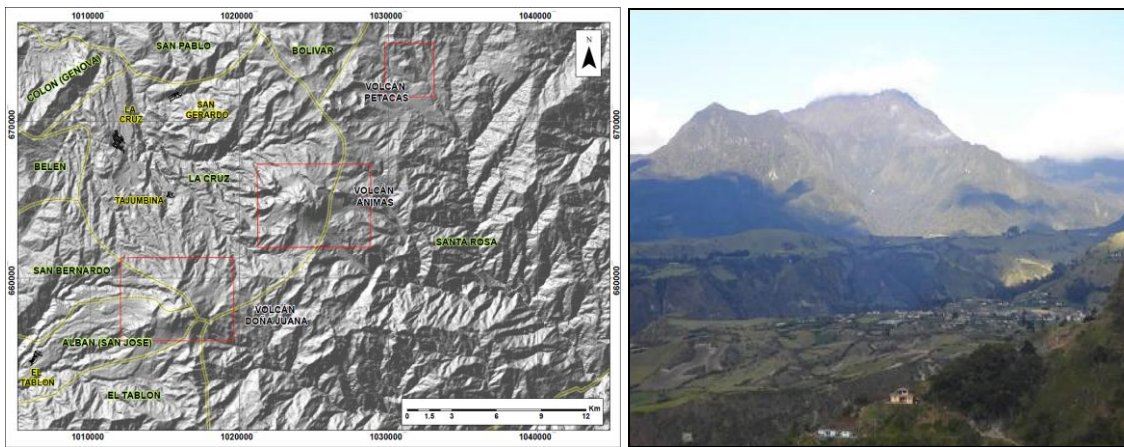 1010000
1020000
1030000
1040000
SAN PABLO
BOLIVAR
N
COLON (GENOVA)
VOLCAN
PETACAS
LA
CRUZ
SAN
GERARDO
670000
670000
BELEN
LA CRUZ
VOLCAN
ANIMAS
TAJUMBINA
SANTA ROSA
SAN BERNARDO
660000
660000
VOLCAN
DOÑA JUANA
ALBAN (SAN JOSE)
EL
TABLON
EL TABLON
Km
0 1.5 3 6 9 12
1010000
1020000
1030000
1040000